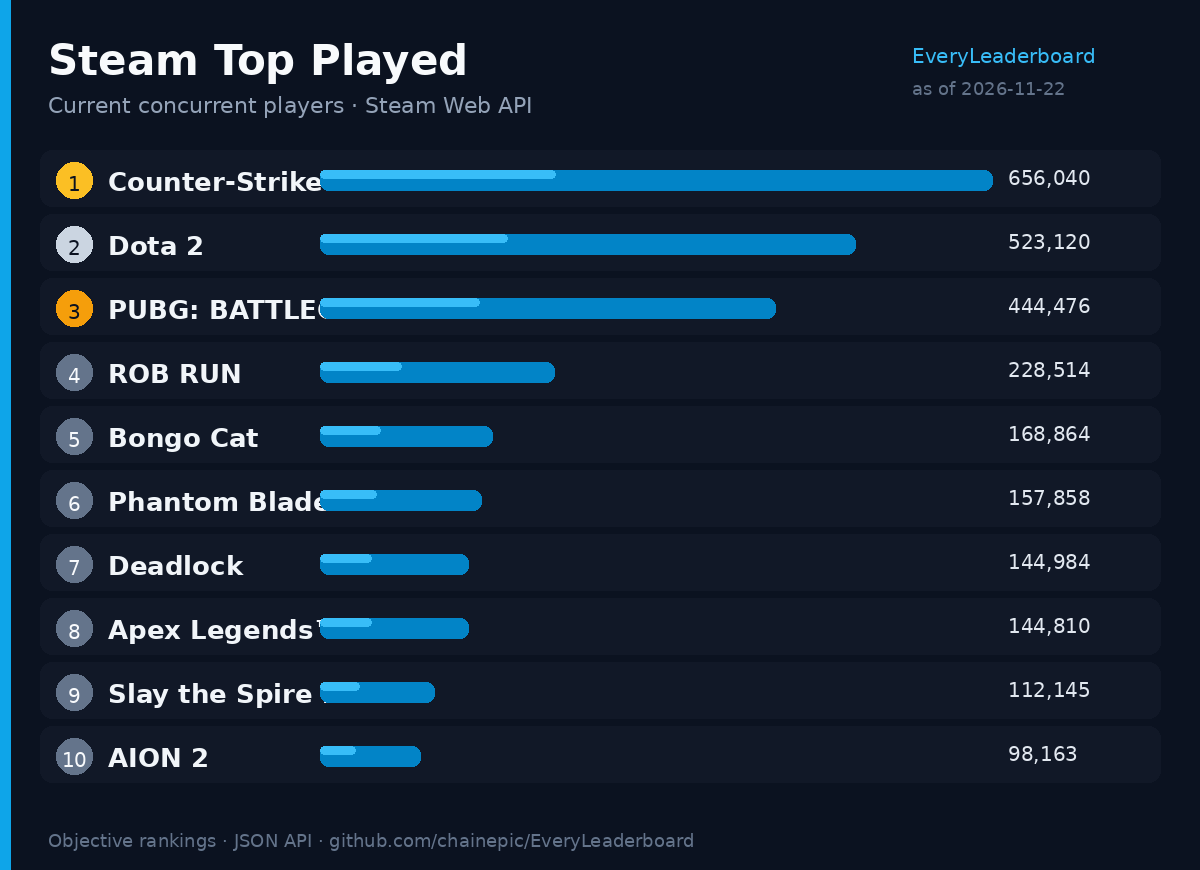 Steam Top Played
EveryLeaderboard
Current concurrent players · Steam Web API
as of 2026-11-22
1 Counter-Strike 656,040
2 Dota 2 523,120
3 PUBG: BATTLE 444,476
4 ROB RUN 228,514
5 Bongo Cat 168,864
6 Phantom Blade 157,858
7 Deadlock 144,984
8 Apex Legends 144,810
9 Slay the Spire 112,145
10 AION 2 98,163
Objective rankings · JSON API · github.com/chainepic/EveryLeaderboard